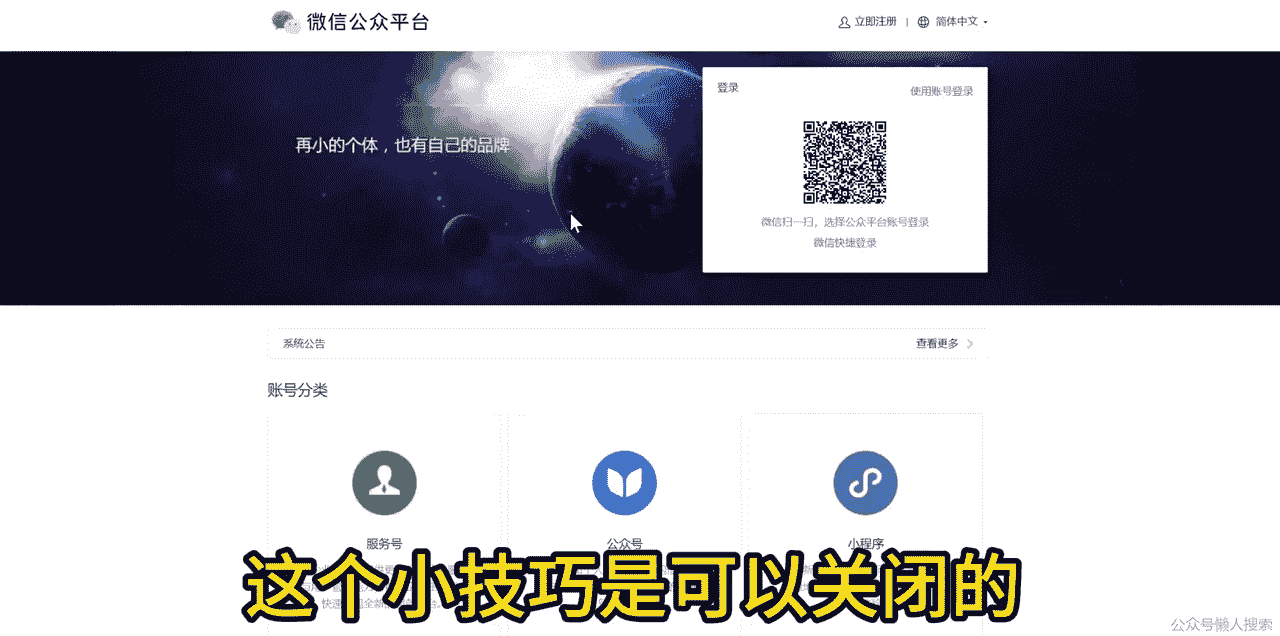 微信公众平台
立即注册 | 简体中文
再小的个体，也有自己的品牌
登录
使用账号登录
微信扫一扫，选择公众平台账号登录
微信快捷登录
系统公告
查看更多
账号分类
服务号
公众号
小程序
这个小技巧是可以关闭的
公众号懒人搜索